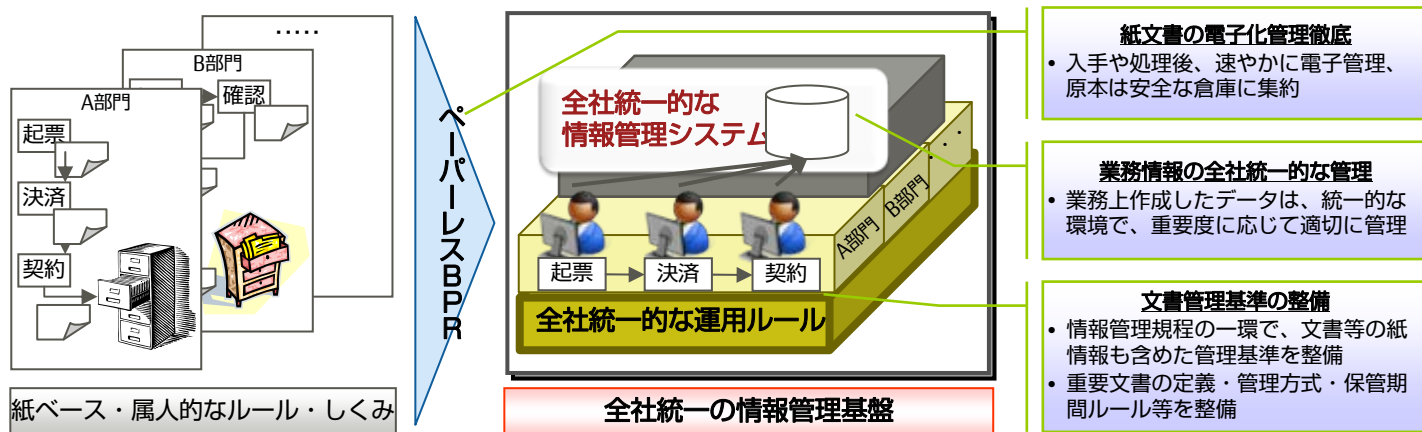 ・・・・・
B部門
確認
A部門
起票
決済
契約
紙ベース・属人的なルール・しくみ
ペーパーレスBPR
全社統一的な
情報管理システム
A部門
B部門
・・・
起票
決済
契約
全社統一的な運用ルール
全社統一の情報管理基盤
紙文書の電子化管理徹底
• 入手や処理後、速やかに電子管理、
原本は安全な倉庫に集約
業務情報の全社統一的な管理
• 業務上作成したデータは、統一的な
環境で、重要度に応じて適切に管理
文書管理基準の整備
• 情報管理規程の一環で、文書等の紙
情報も含めた管理基準を整備
• 重要文書の定義・管理方式・保管期
間ルール等を整備